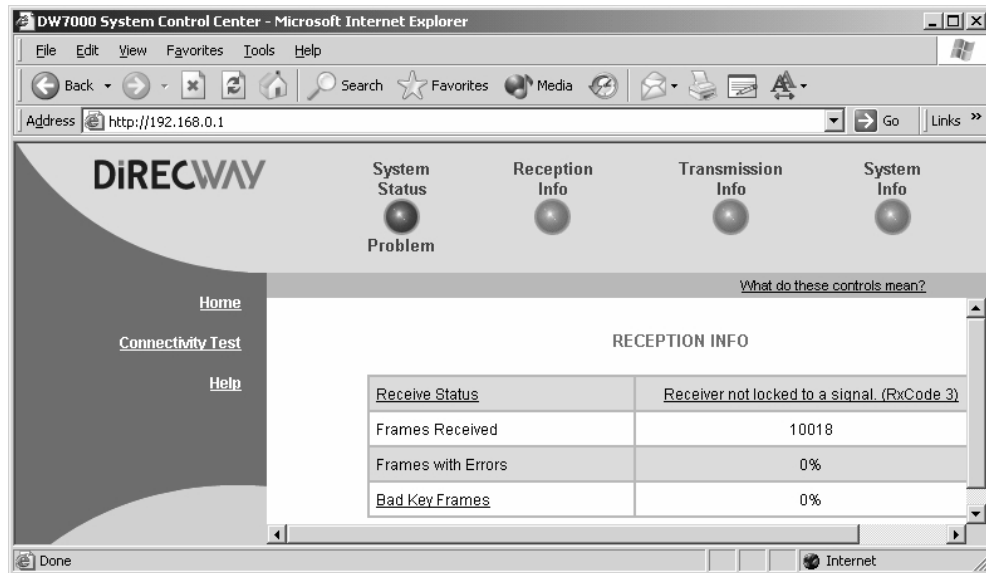 DW7000 System Control Center - Microsoft Internet Explorer
File Edit View Favorites Tools Help
Back Search Favorites Media
Address http://192.168.0.1 Go Links »
DiRECWAY
System Status
Problem
Reception Info
Transmission Info
System Info
What do these controls mean?
Home
Connectivity Test
Help
RECEPTION INFO
Receive Status Receiver not locked to a signal. (RxCode 3)
Frames Received 10018
Frames with Errors 0%
Bad Key Frames 0%
Done Internet